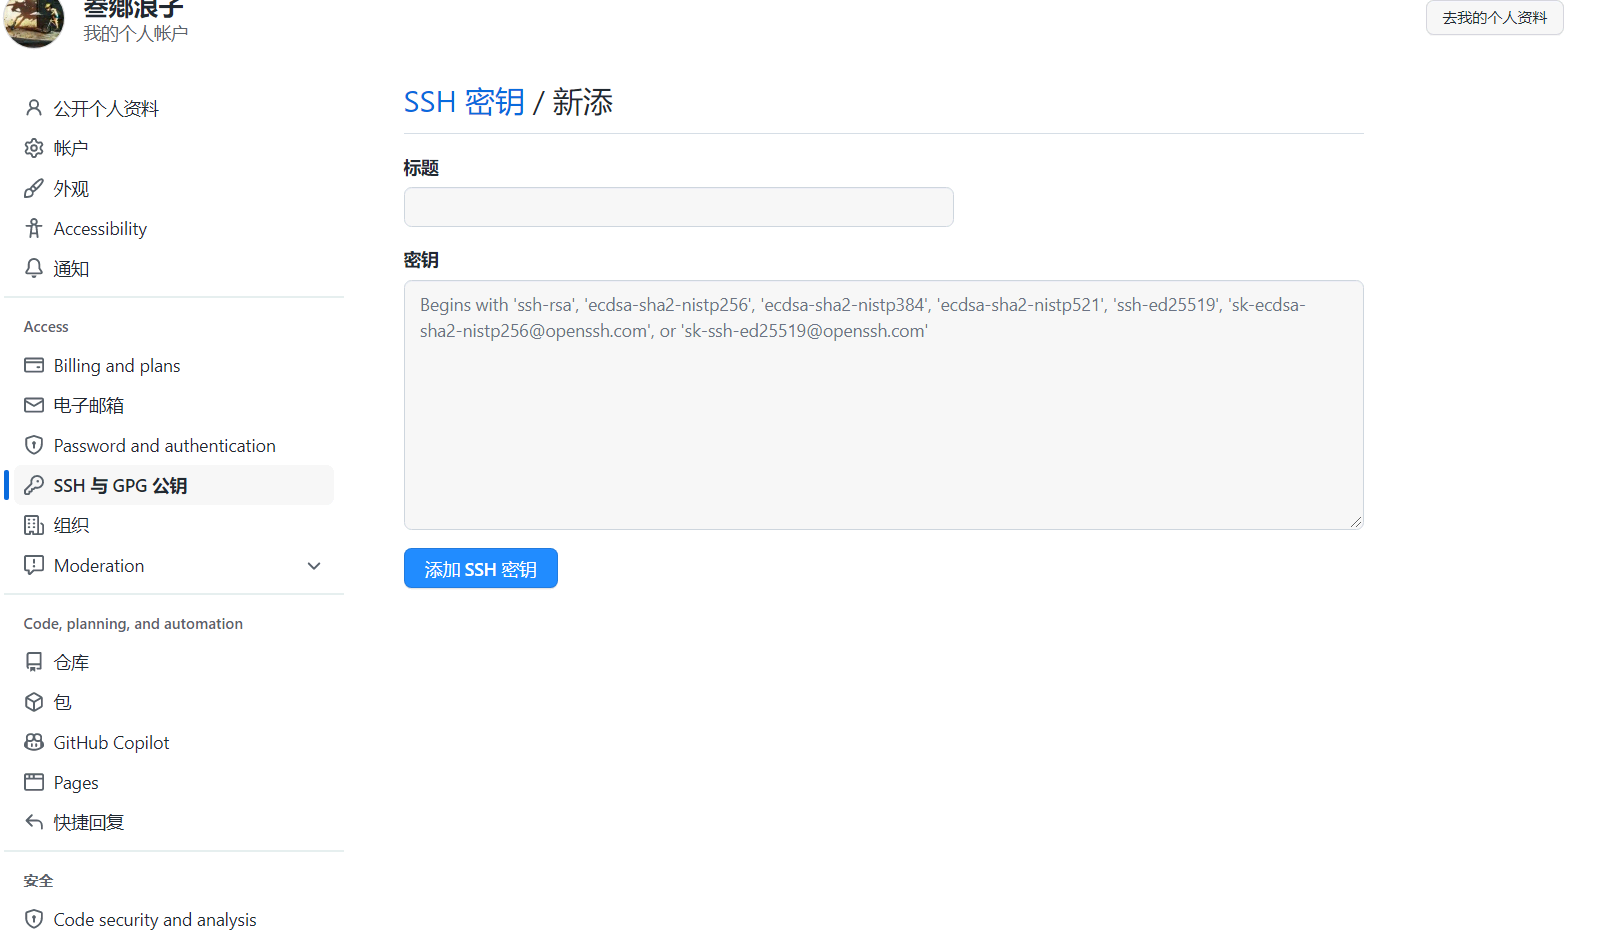 叁鄉浪子
我的个人帐户
去我的个人资料
公开个人资料
帐户
外观
Accessibility
通知
Access
Billing and plans
电子邮箱
Password and authentication
SSH 与 GPG 公钥
组织
Moderation
Code, planning, and automation
仓库
包
GitHub Copilot
Pages
快捷回复
安全
Code security and analysis
SSH 密钥 / 新添
标题
密钥
Begins with 'ssh-rsa', 'ecdsa-sha2-nistp256', 'ecdsa-sha2-nistp384', 'ecdsa-sha2-nistp521', 'ssh-ed25519', 'sk-ecdsa-
sha2-nistp256@openssh.com', or 'sk-ssh-ed25519@openssh.com'
添加 SSH 密钥